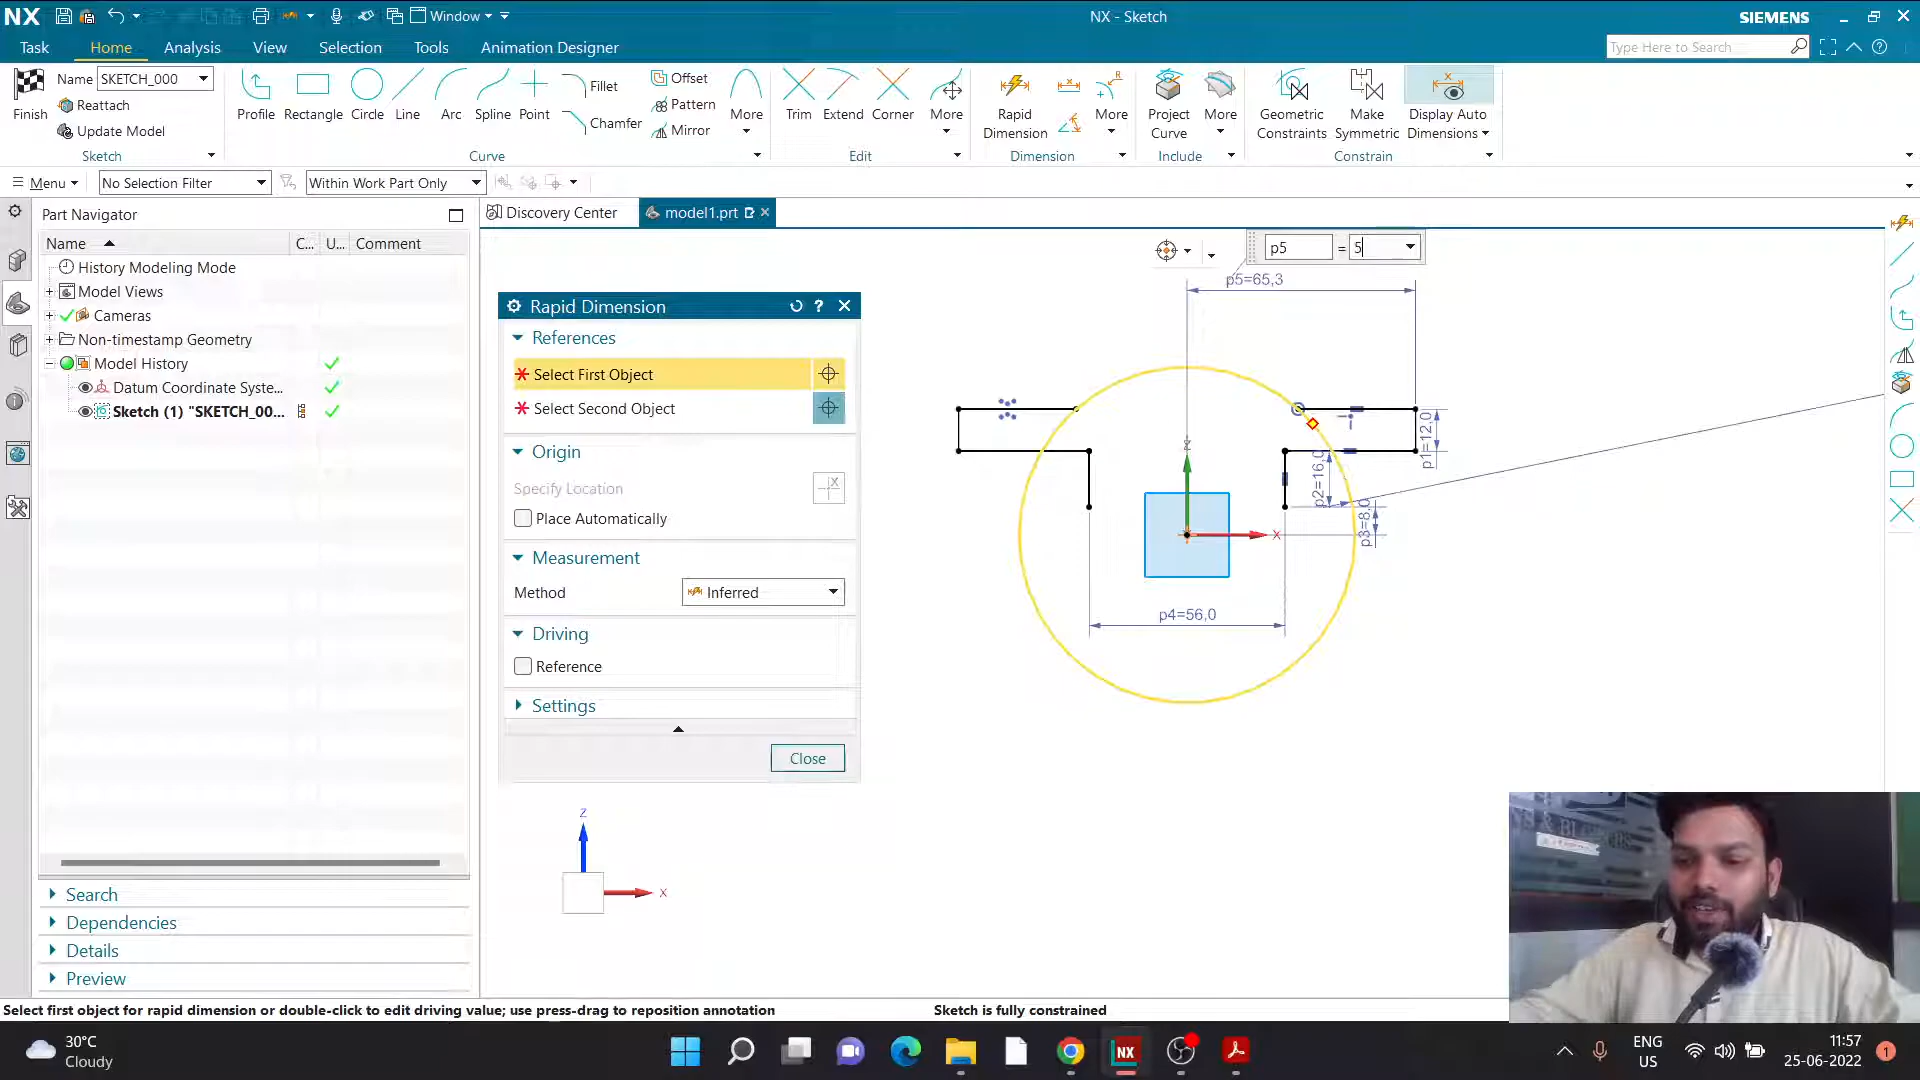 NX
Window
NX - Sketch
SIEMENS
Task
Home
Analysis
View
Selection
Tools
Animation Designer
Type Here to Search
Finish
Name
SKETCH_000
Reattach
Update Model
Sketch
Profile
Rectangle
Circle
Line
Arc
Spline
Point
Fillet
Chamfer
Offset
Pattern
Mirror
More
Curve
Trim
Extend
Corner
More
Edit
Rapid
Dimension
More
Dimension
Project
Curve
More
Include
Geometric
Constraints
Make
Symmetric
Display Auto
Dimensions
Constrain
Menu
No Selection Filter
Within Work Part Only
Part Navigator
Discovery Center
model1.prt
Name
C...
U...
Comment
History Modeling Mode
Model Views
Cameras
Non-timestamp Geometry
Model History
Datum Coordinate Syste...
Sketch (1) "SKETCH_00...
Search
Dependencies
Details
Preview
Rapid Dimension
References
Select First Object
Select Second Object
Origin
Specify Location
Place Automatically
Measurement
Method
Inferred
Driving
Reference
Settings
Close
p5
=
5
p5=65,3
p1=12,0
p2=16,0
p3=8,0
p4=56,0
Z
X
Z
X
Select first object for rapid dimension or double-click to edit driving value; use press-drag to reposition annotation
Sketch is fully constrained
30°C
Cloudy
NX
ENG
US
11:57
25-06-2022
1